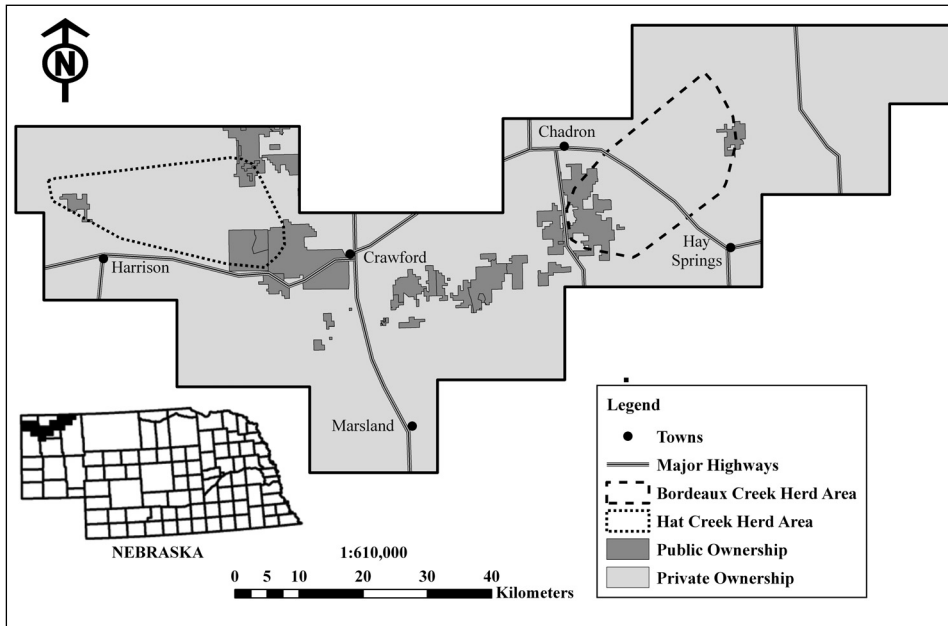 N
Chadron
Hay
Springs
Harrison
Crawford
Marsland
NEBRASKA
1:610,000
0 5 10 20 30 40
Kilometers
Legend
Towns
Major Highways
Bordeaux Creek Herd Area
Hat Creek Herd Area
Public Ownership
Private Ownership